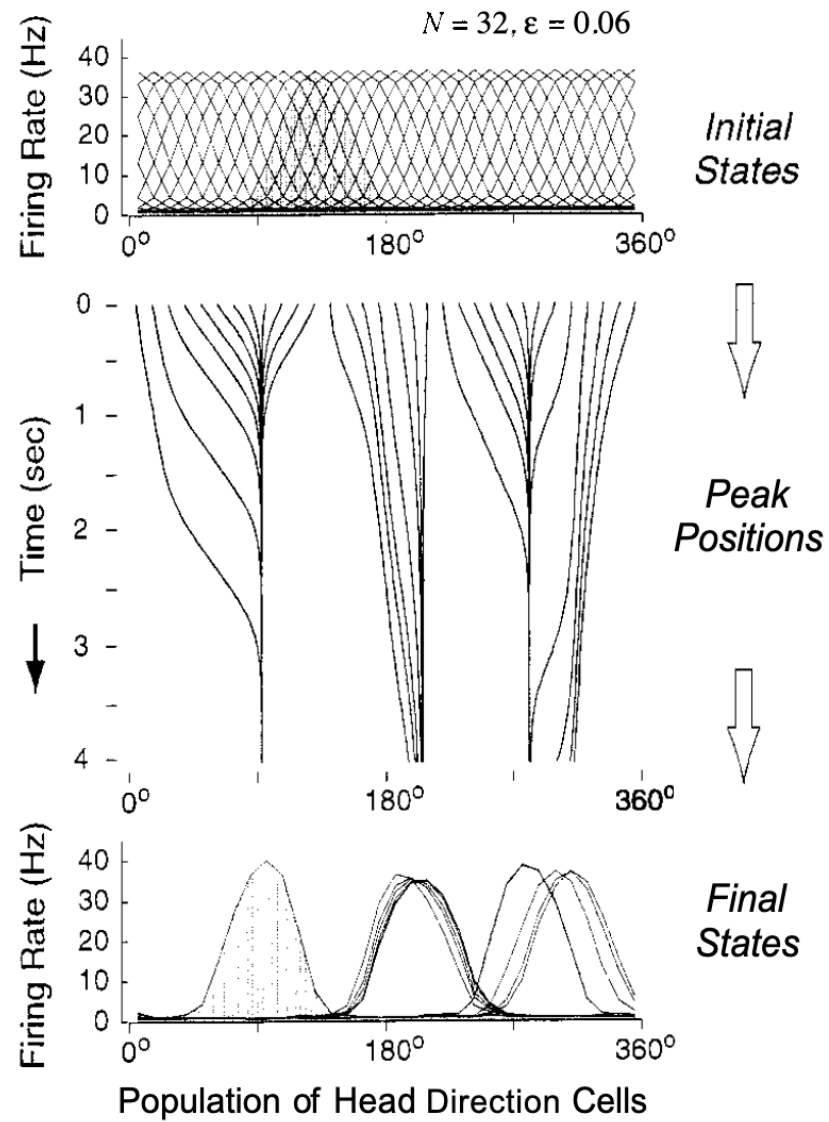 N = 32, ε = 0.06
Firing Rate (Hz)
40
30
20
10
0
0° 180° 360°
Initial
States
Time (sec)
0
1
2
3
4
0° 180° 360°
Peak
Positions
Firing Rate (Hz)
40
30
20
10
0
0° 180° 360°
Final
States
Population of Head Direction Cells